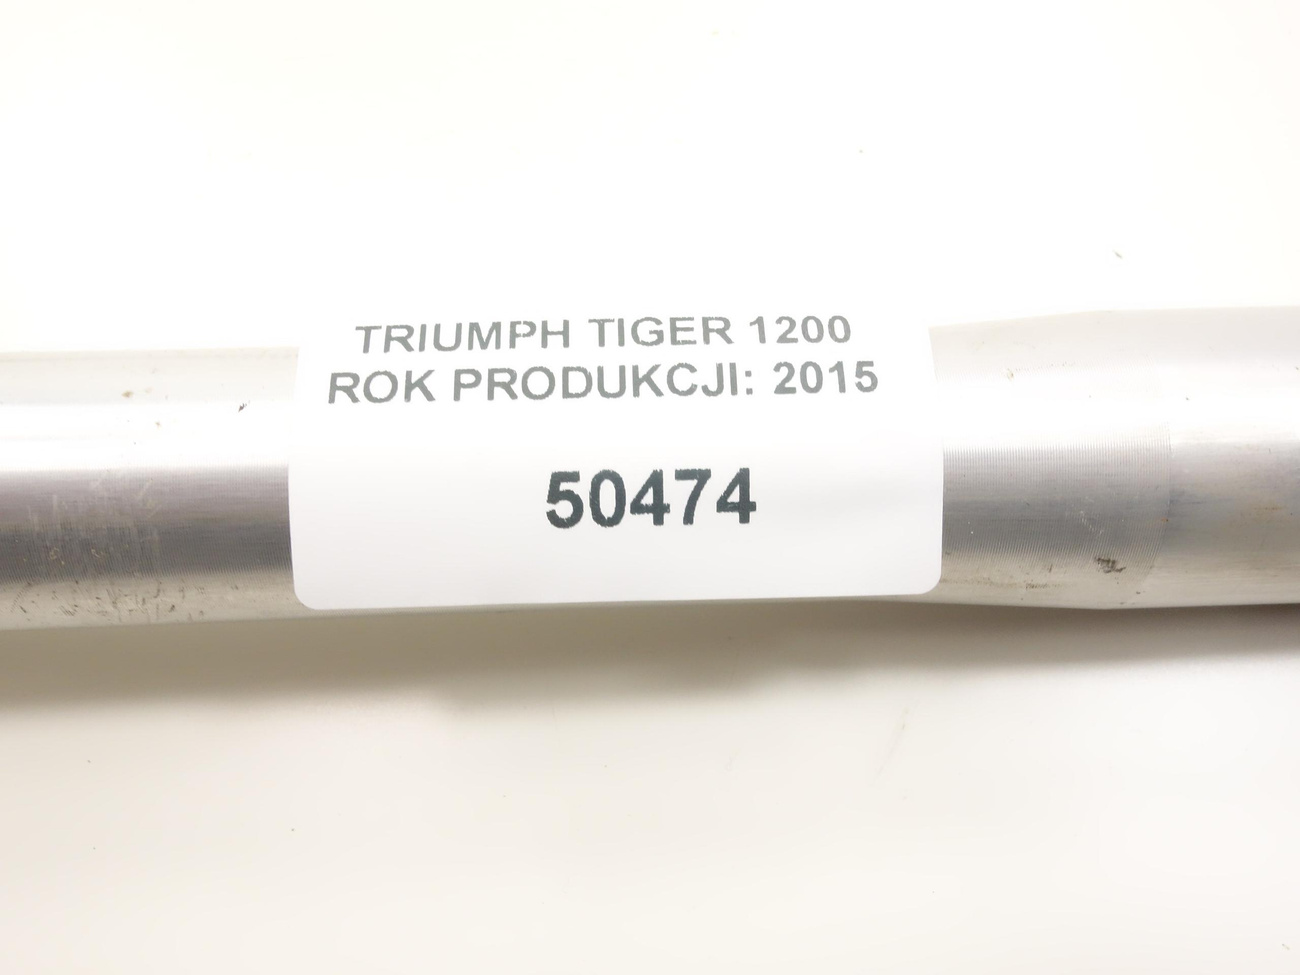 TRIUMPH TIGER 1200
ROK PRODUKCJI: 2015
50474